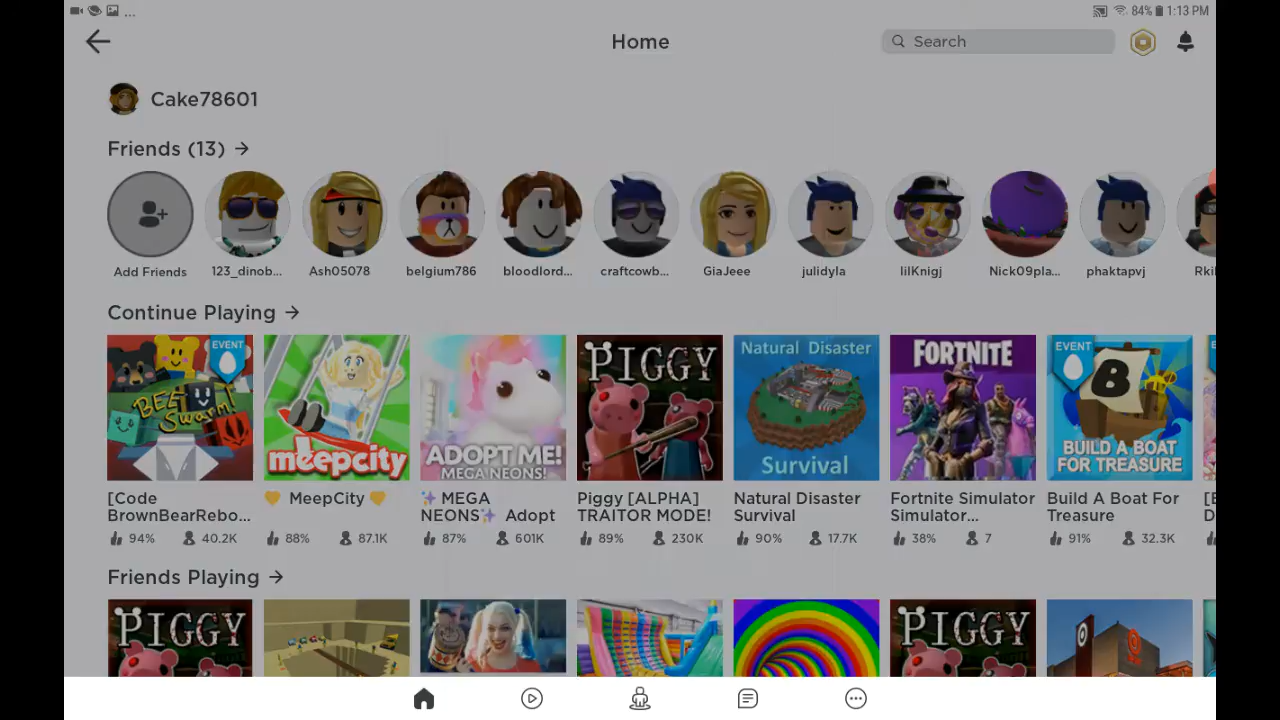 ... 84% 1:13 PM
Home
Search
Cake78601
Friends (13) →
Add Friends 123_dinob... Ash05078 belgium786 bloodlord... craftcowb... GiaJeee julidyla lilKnigj Nick09pla... phaktapvj Rki
Continue Playing →
EVENT BEE Swarm!
meepcity
ADOPT ME!
MEGA NEONS!
PIGGY
Natural Disaster
Survival
FORTNITE
EVENT
B
BUILD A BOAT
FOR TREASURE
[Code
BrownBearRebo...
94% 40.2K
🧡 MeepCity 🧡
88% 87.1K
✨MEGA
NEONS✨ Adopt
87% 601K
Piggy [ALPHA]
TRAITOR MODE!
89% 230K
Natural Disaster
Survival
90% 17.7K
Fortnite Simulator
Simulator...
38% 7
Build A Boat For
Treasure
91% 32.3K
Friends Playing →
PIGGY
PIGGY